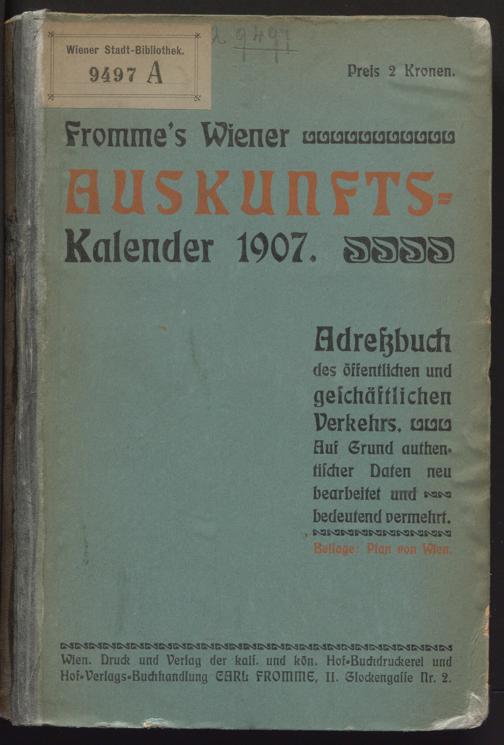 Wiener Stadt-Bibliothek.
9497 A
9497
Preis 2 Kronen.
Fromme's Wiener
AUSKUNFTS=
Kalender 1907.
Adreßbuch
des öffentlichen und
geschäftlichen
Verkehrs.
Auf Grund authen-
tischer Daten neu
bearbeitet und
bedeutend vermehrt.
Beilage: Plan von Wien.
Wien. Druck und Verlag der kais. und kön. Hof-Buchdruckerei und
Hof-Verlags-Buchhandlung CARL FROMME, II. Glockengasse Nr. 2.